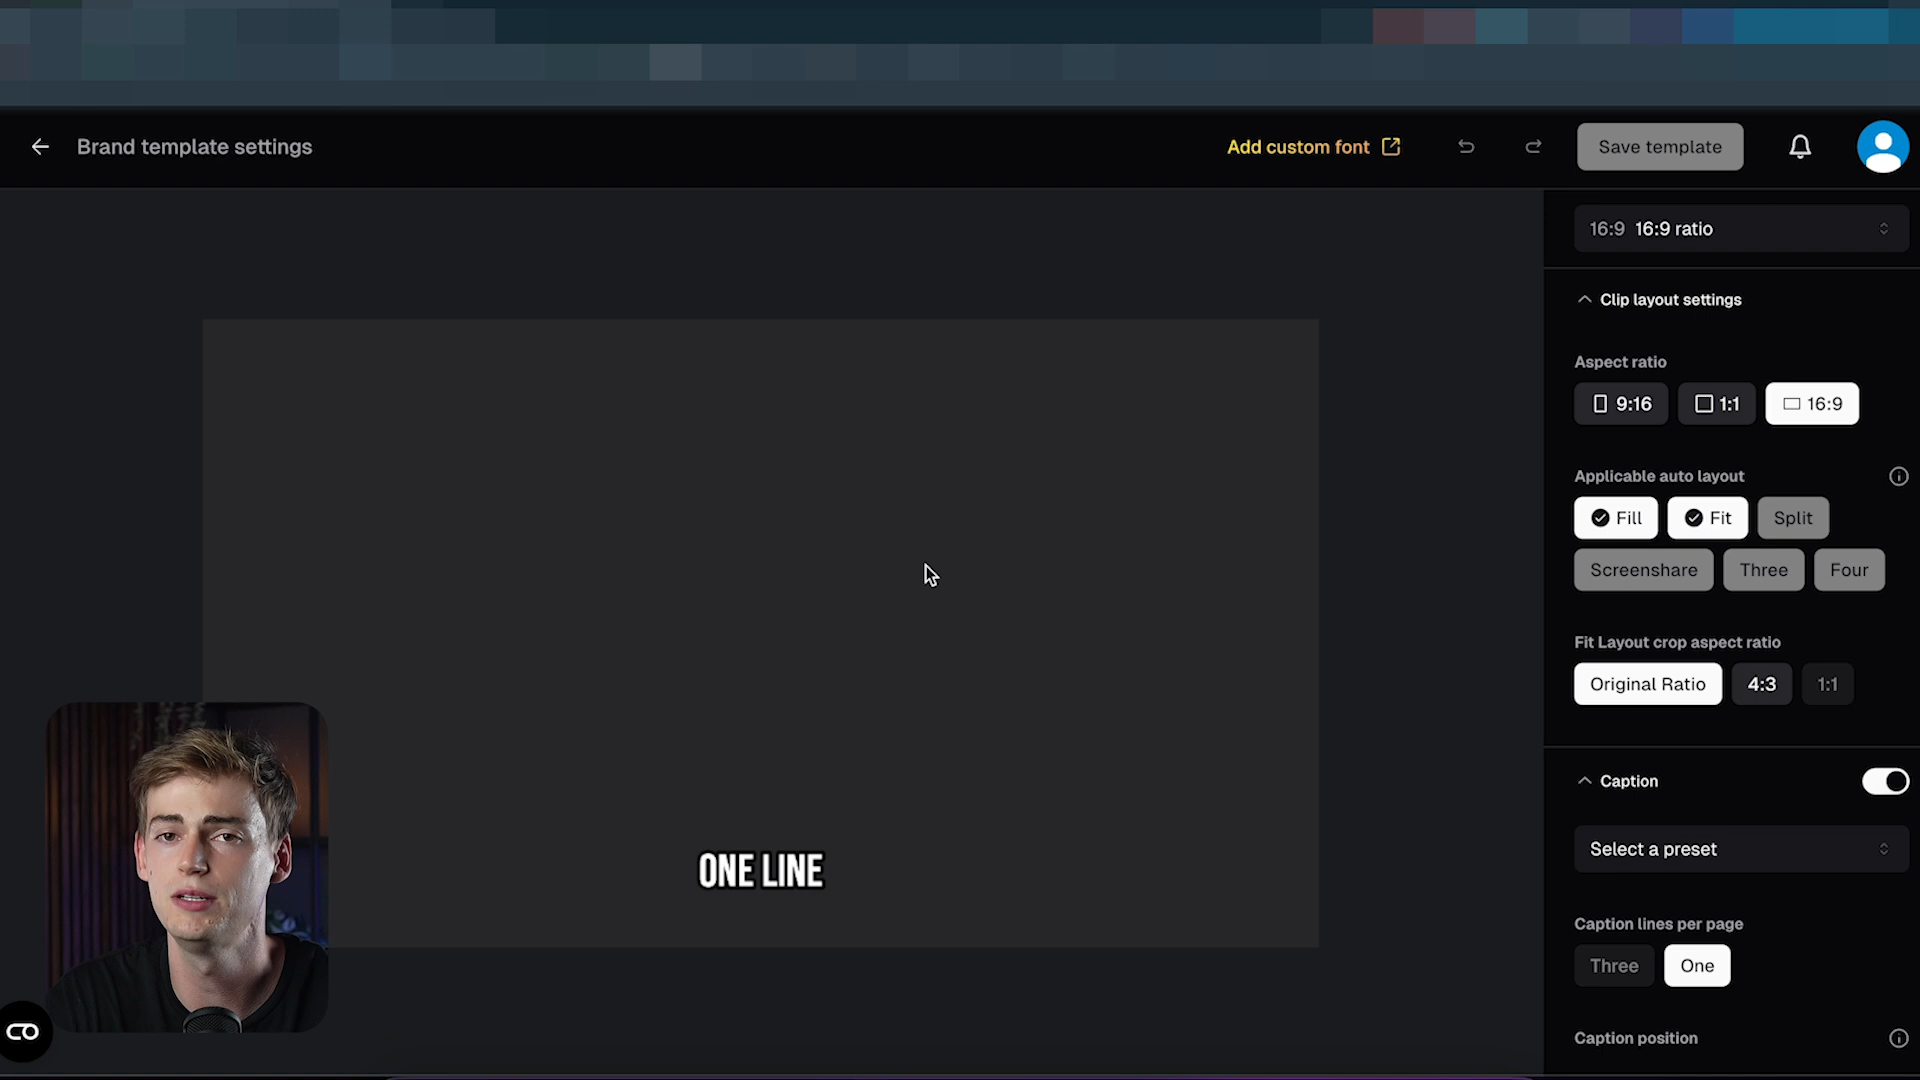 Brand template settings
Add custom font
Save template
16:9 16:9 ratio
Clip layout settings
Aspect ratio
9:16 1:1 16:9
Applicable auto layout
Fill Fit Split
Screenshare Three Four
Fit Layout crop aspect ratio
Original Ratio 4:3 1:1
Caption
Select a preset
Caption lines per page
Three One
Caption position
ONE LINE